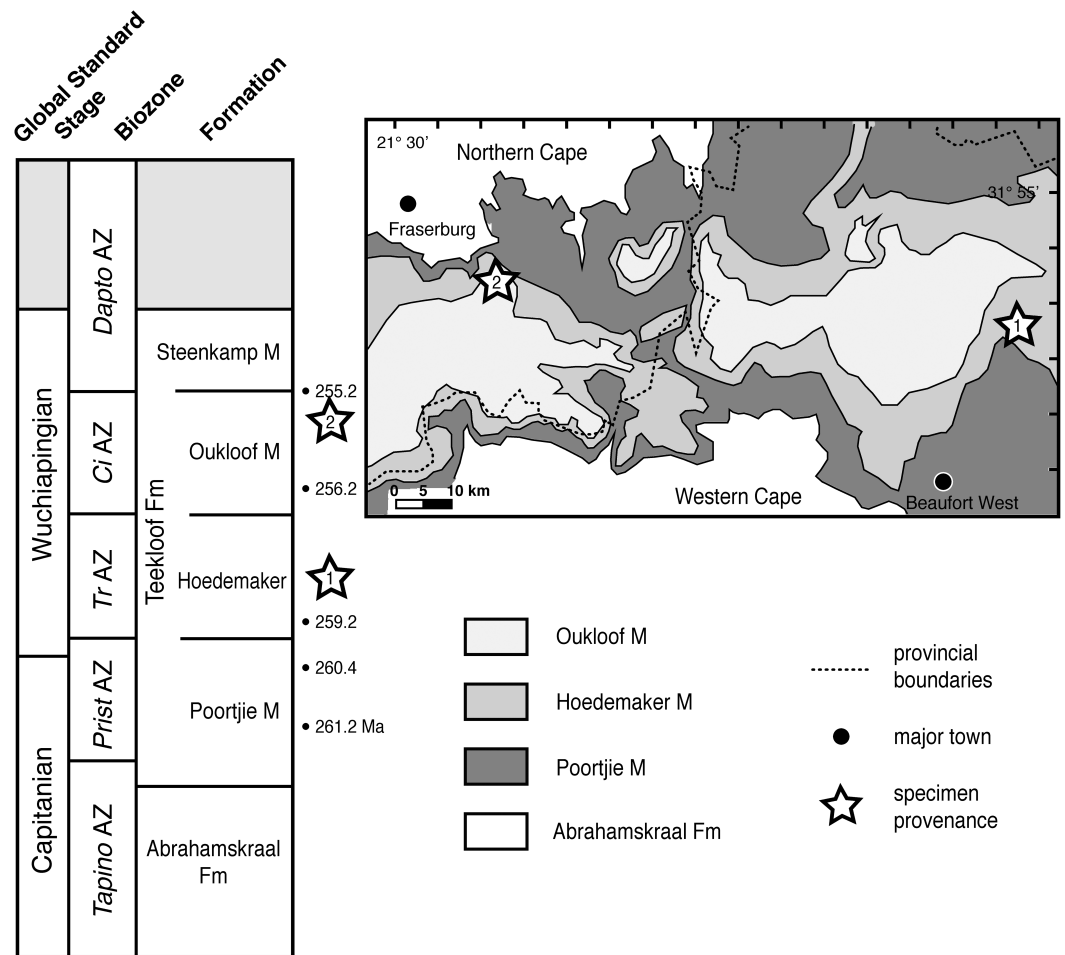 Global Standard
Stage
Biozone
Formation
Wuchiapingian
Capitanian
Dapto AZ
Ci AZ
Tr AZ
Prist AZ
Tapino AZ
Teekloof Fm
Steenkamp M
Oukloof M
Hoedemaker
Poortjie M
Abrahamskraal
Fm
255.2
2
256.2
1
259.2
260.4
261.2 Ma
21° 30'
Northern Cape
31° 55'
Fraserburg
2
1
0 5 10 km
Western Cape
Beaufort West
Oukloof M
Hoedemaker M
Poortjie M
Abrahamskraal Fm
provincial
boundaries
major town
specimen
provenance